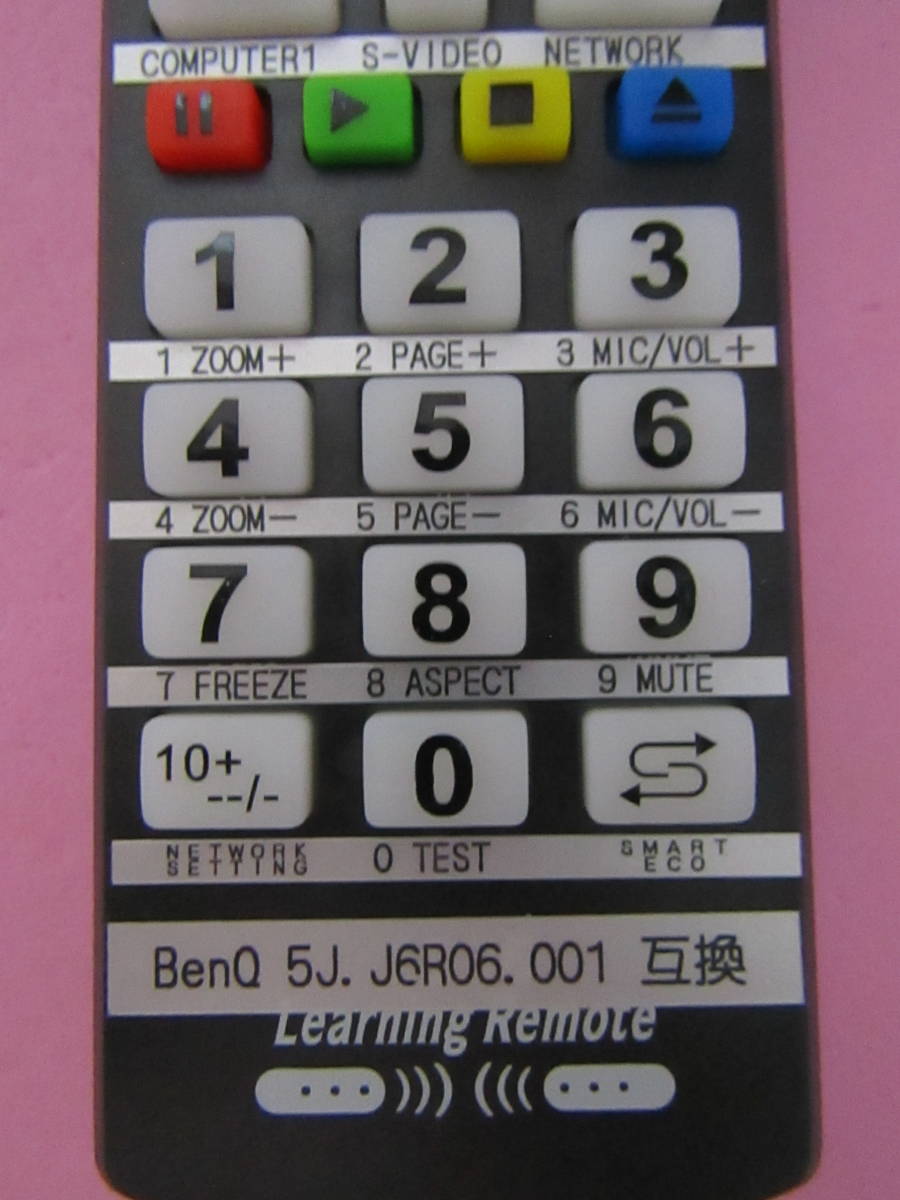 COMPUTER1 S-VIDEO NETWORK
1 2 3
1 ZOOM+ 2 PAGE+ 3 MIC/VOL+
4 5 6
4 ZOOM− 5 PAGE− 6 MIC/VOL−
7 8 9
7 FREEZE 8 ASPECT 9 MUTE
10+ 0
--/-
NETWORK 0 TEST SMART
SETTING ECO
BenQ 5J. J6R06. 001 互換
Learning Remote